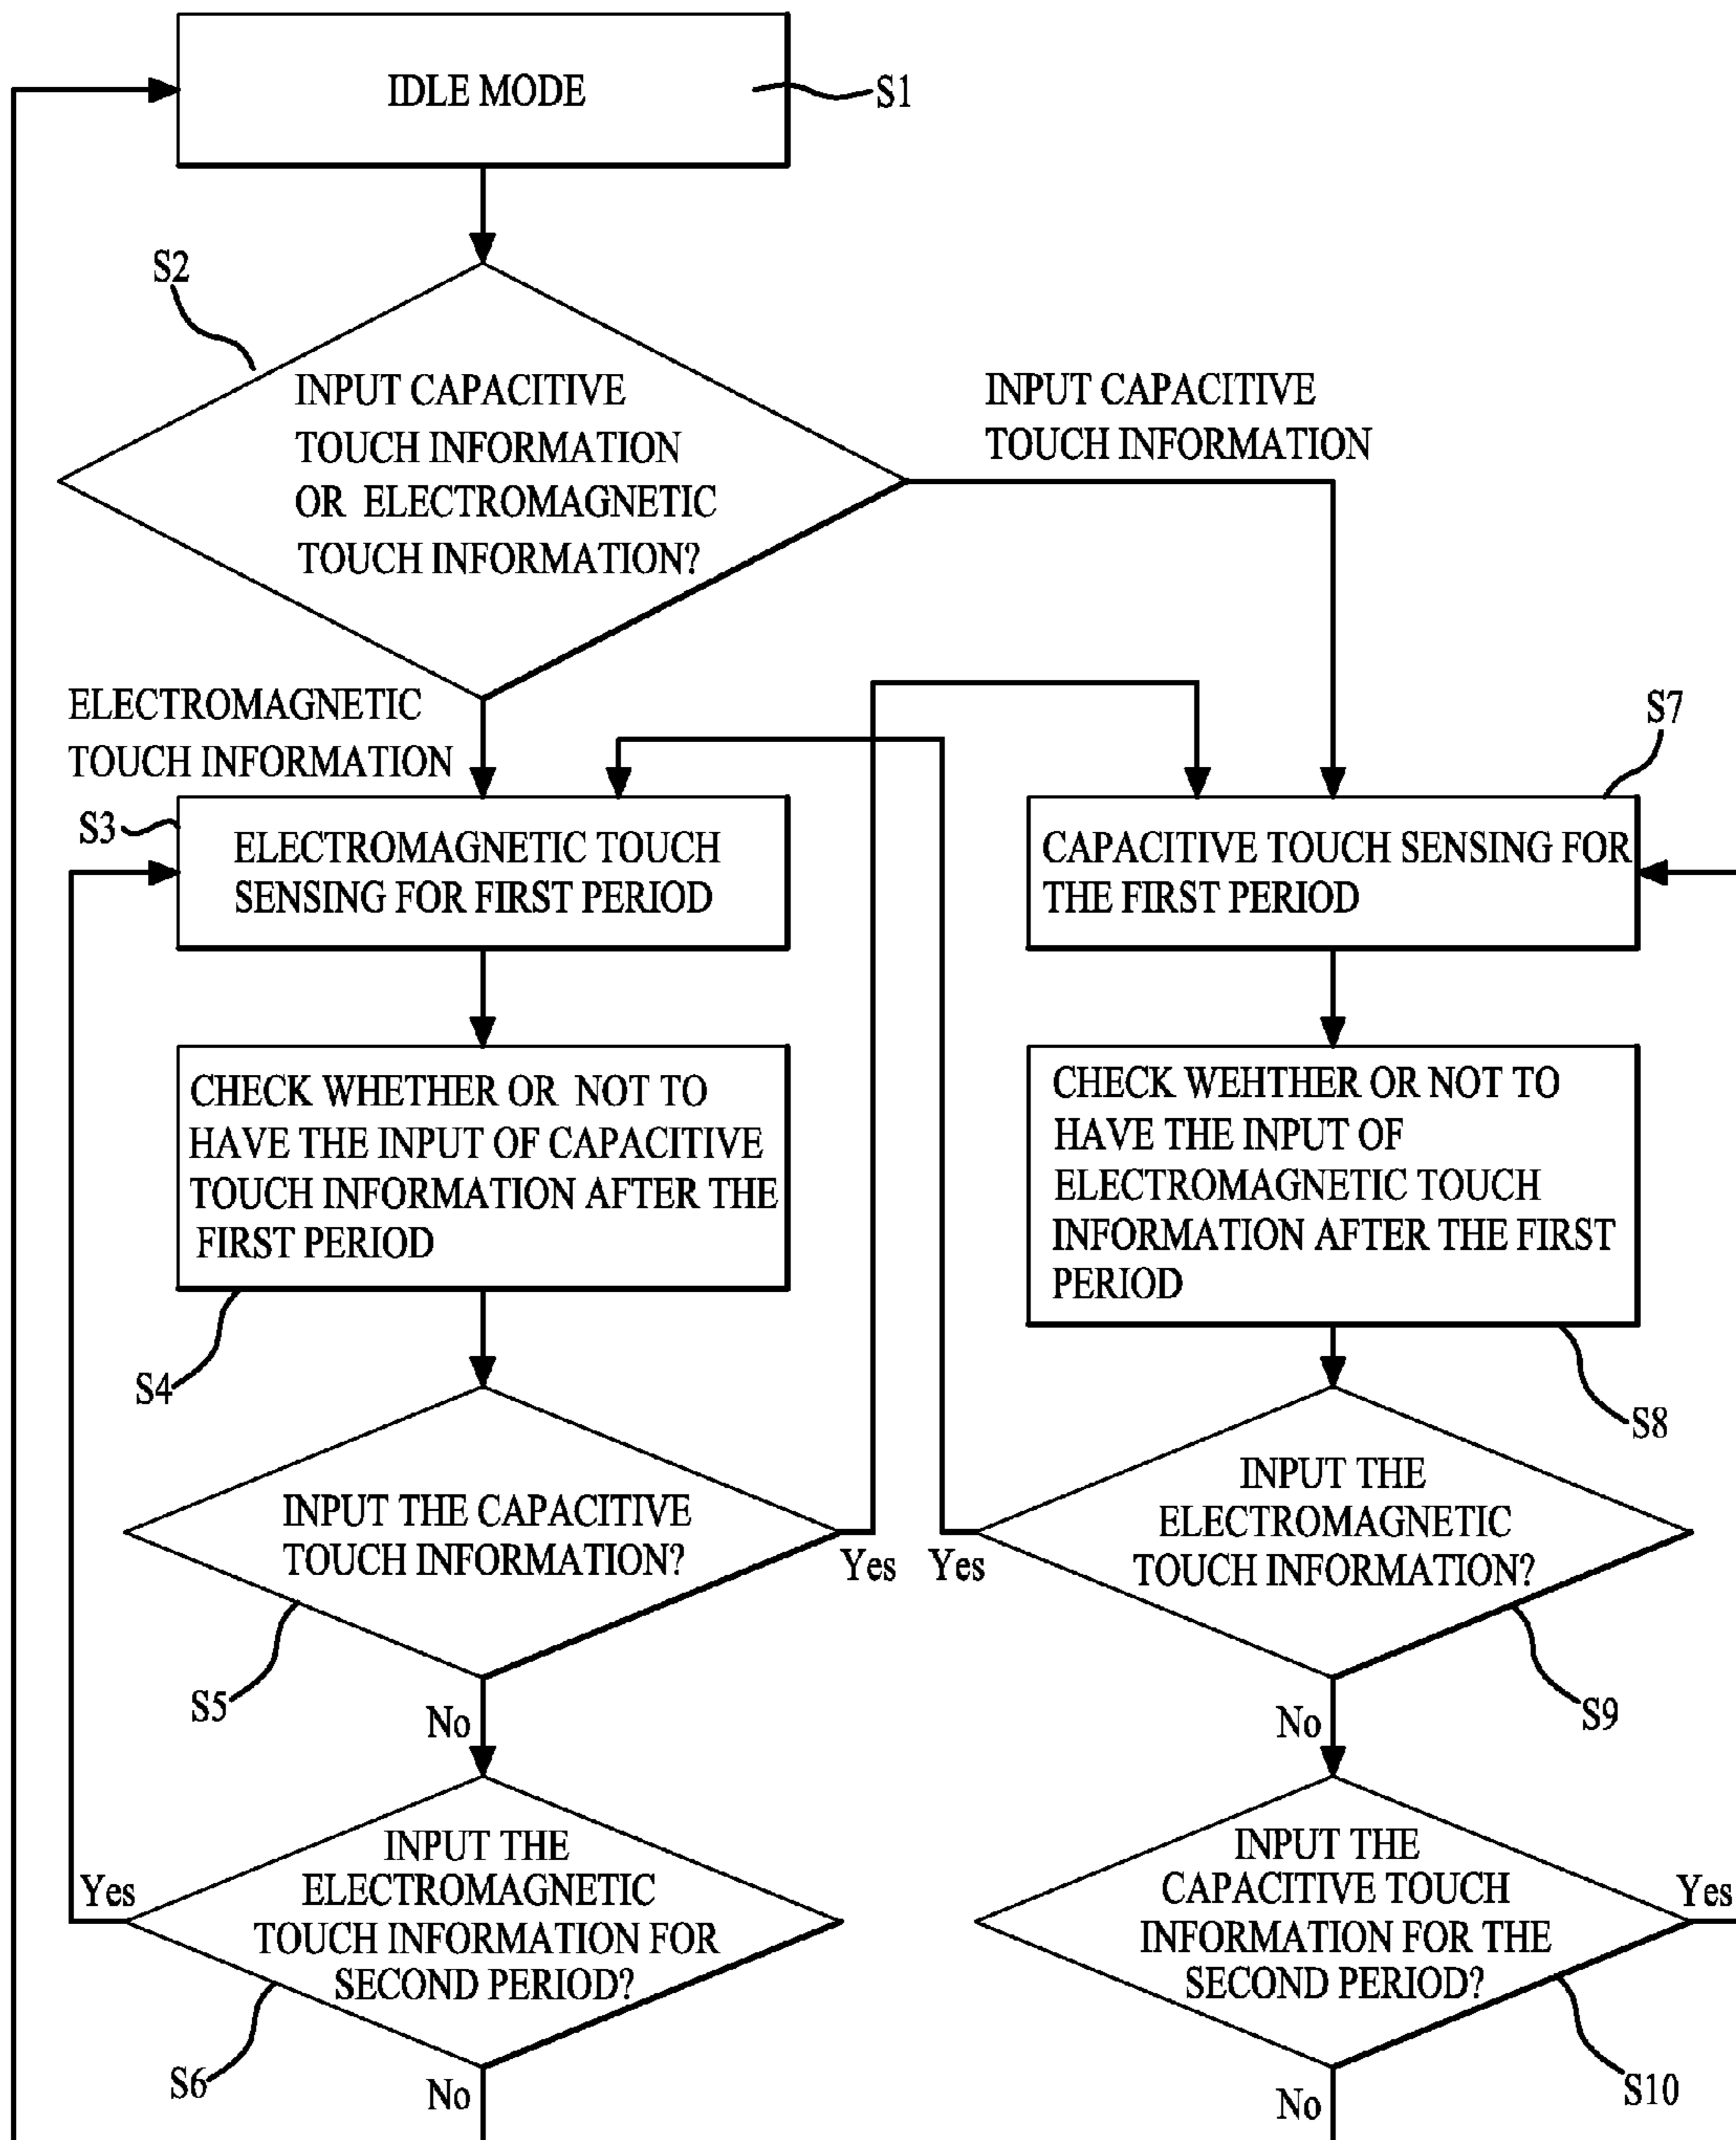 IDLE MODE
S1
S2
INPUT CAPACITIVE
TOUCH INFORMATION
OR ELECTROMAGNETIC
TOUCH INFORMATION?
INPUT CAPACITIVE
TOUCH INFORMATION
ELECTROMAGNETIC
TOUCH INFORMATION
S3
ELECTROMAGNETIC TOUCH
SENSING FOR FIRST PERIOD
S7
CAPACITIVE TOUCH SENSING FOR
THE FIRST PERIOD
CHECK WHETHER OR NOT TO
HAVE THE INPUT OF CAPACITIVE
TOUCH INFORMATION AFTER THE
FIRST PERIOD
S4
CHECK WEHTHER OR NOT TO
HAVE THE INPUT OF
ELECTROMAGNETIC TOUCH
INFORMATION AFTER THE FIRST
PERIOD
S8
INPUT THE CAPACITIVE
TOUCH INFORMATION?
Yes
S5
No
INPUT THE
ELECTROMAGNETIC
TOUCH INFORMATION?
Yes
S9
No
INPUT THE
ELECTROMAGNETIC
TOUCH INFORMATION FOR
SECOND PERIOD?
Yes
S6
No
INPUT THE
CAPACITIVE TOUCH
INFORMATION FOR THE
SECOND PERIOD?
Yes
S10
No